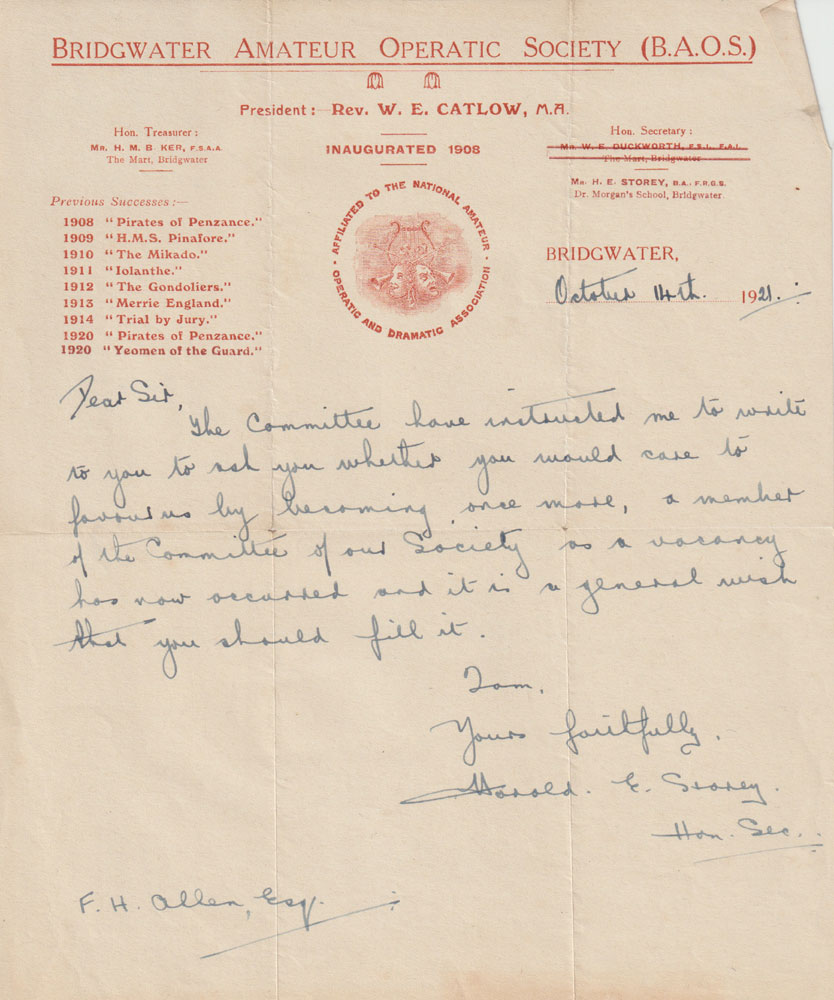 BRIDGWATER AMATEUR OPERATIC SOCIETY (B.A.O.S.)
President: Rev. W. E. CATLOW, M.A.
Hon. Treasurer:
MR. H. M. B KER, F.S.A.A.
The Mart, Bridgwater
INAUGURATED 1908
Hon. Secretary:
MR. W. E. DUCKWORTH, F.S.I., F.A.I.
The Mart, Bridgwater
MR. H. E. STOREY, B.A., F.R.G.S.
Dr. Morgan's School, Bridgwater
Previous Successes:—
1908 "Pirates of Penzance."
1909 "H.M.S. Pinafore."
1910 "The Mikado."
1911 "Iolanthe."
1912 "The Gondoliers."
1913 "Merrie England."
1914 "Trial by Jury."
1920 "Pirates of Penzance."
1920 "Yeomen of the Guard."
· AFFILIATED TO THE NATIONAL AMATEUR · OPERATIC AND DRAMATIC ASSOCIATION
BRIDGWATER,
October 14th. 1921.
Dear Sir,
The Committee have instructed me to write
to you to ask you whether you would care to
favour us by becoming, once more, a member
of the Committee of our Society as a vacancy
has now occurred and it is a general wish
that you should fill it.
I am,
Yours faithfully,
Harold. E. Storey.
Hon. Sec.
F. H. Allen, Esq.